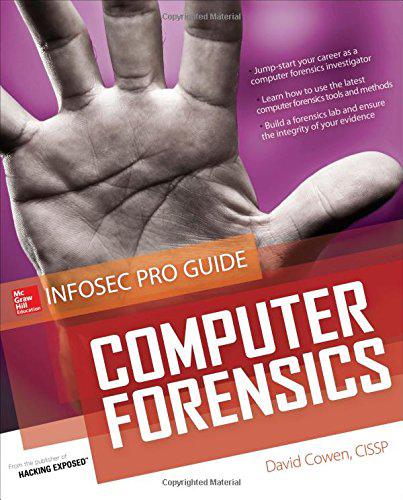 Copyrighted Material
· Jump-start your career as a
computer forensics investigator
· Learn how to use the latest
computer forensics tools and methods
· Build a forensics lab and ensure
the integrity of your evidence
Mc
Graw
Hill
Education
INFOSEC PRO GUIDE
COMPUTER
FORENSICS
From the publisher of
HACKING EXPOSED™
David Cowen, CISSP
Copyrighted Material